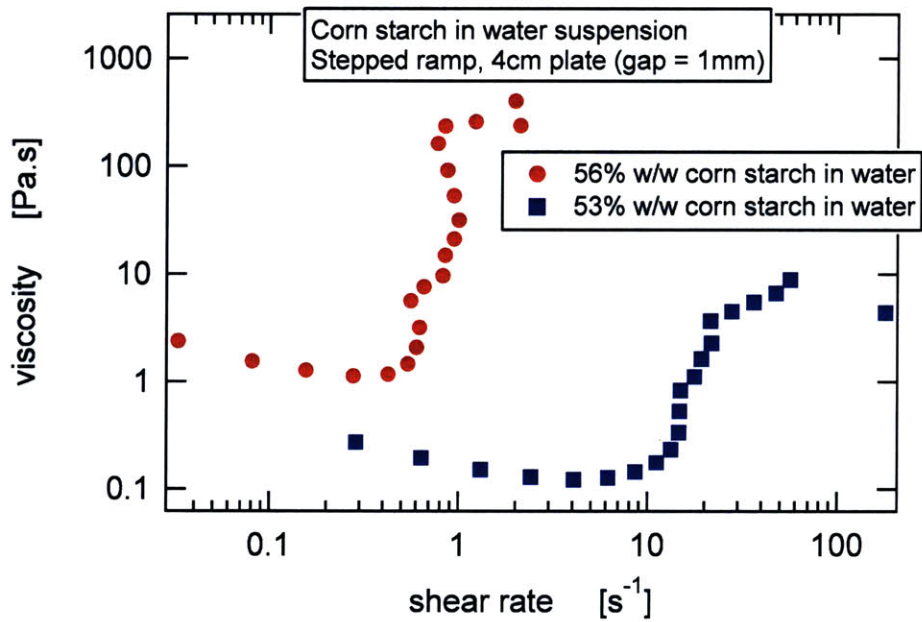 Corn starch in water suspension
Stepped ramp, 4cm plate (gap = 1mm)
1000
100
10
1
0.1
viscosity [Pa.s]
56% w/w corn starch in water
53% w/w corn starch in water
0.1 1 10 100
shear rate [s⁻¹]